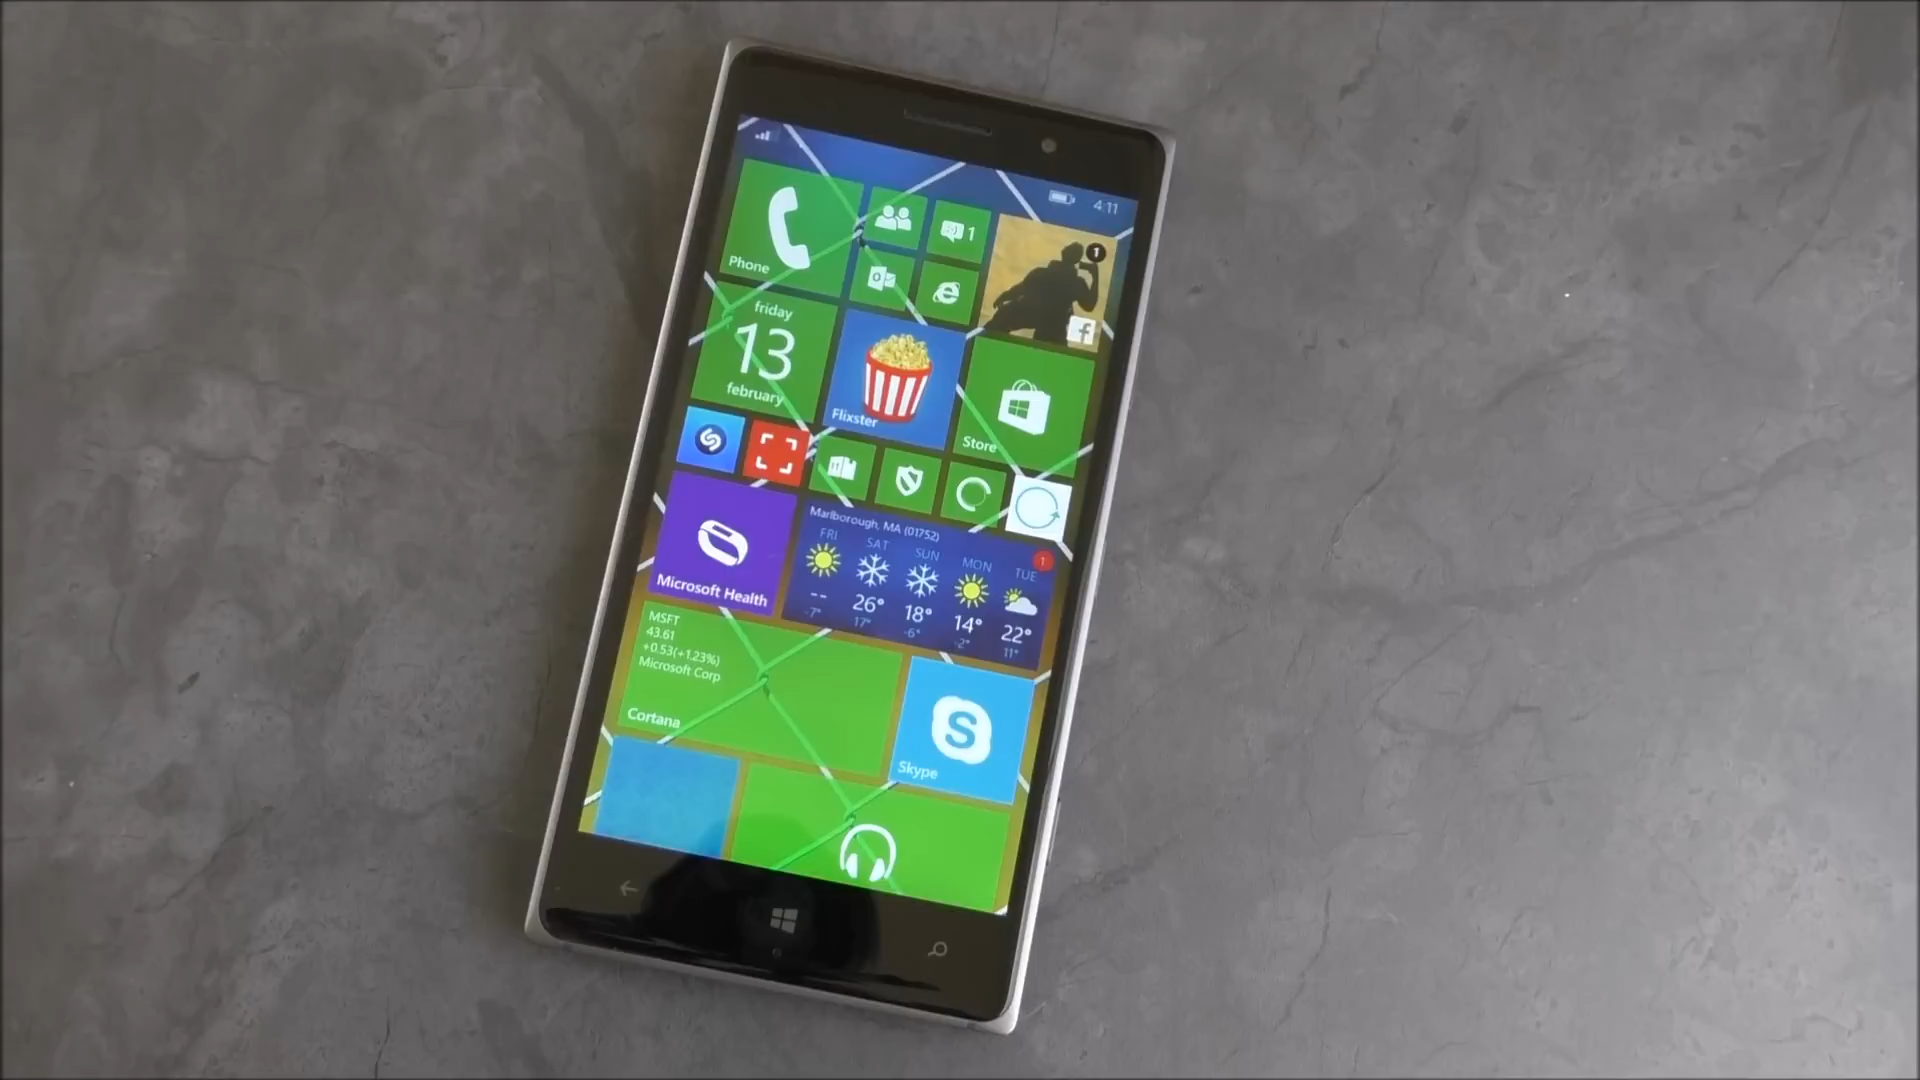 4:11
Phone
1
1
friday
13
february
Flixster
Store
Marlborough, MA (01752)
FRI SAT SUN MON TUE
1
-- 26° 18° 14° 22°
-7° 17° -6° -2° 11°
Microsoft Health
MSFT
43.61
+0.53(+1.23%)
Microsoft Corp
Cortana
Skype